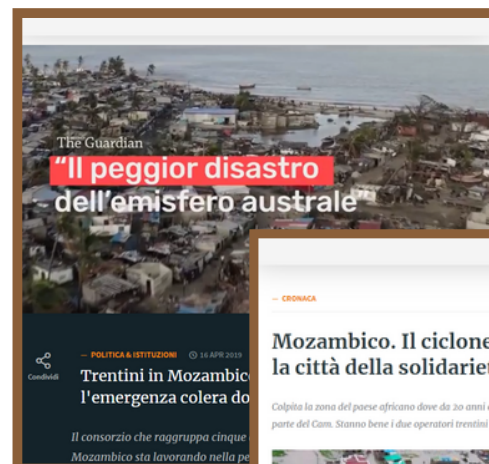 The Guardian
“Il peggior disastro
dell’emisfero australe”
— POLITICA & ISTITUZIONI 16 APR 2019
Condividi
Trentini in Mozambico
l'emergenza colera do
Il consorzio che raggruppa cinque
Mozambico sta lavorando nella pe
— CRONACA
Mozambico. Il ciclone
la città della solidarie
Colpita la zona del paese africano dove da 20 anni
parte del Cam. Stanno bene i due operatori trentini